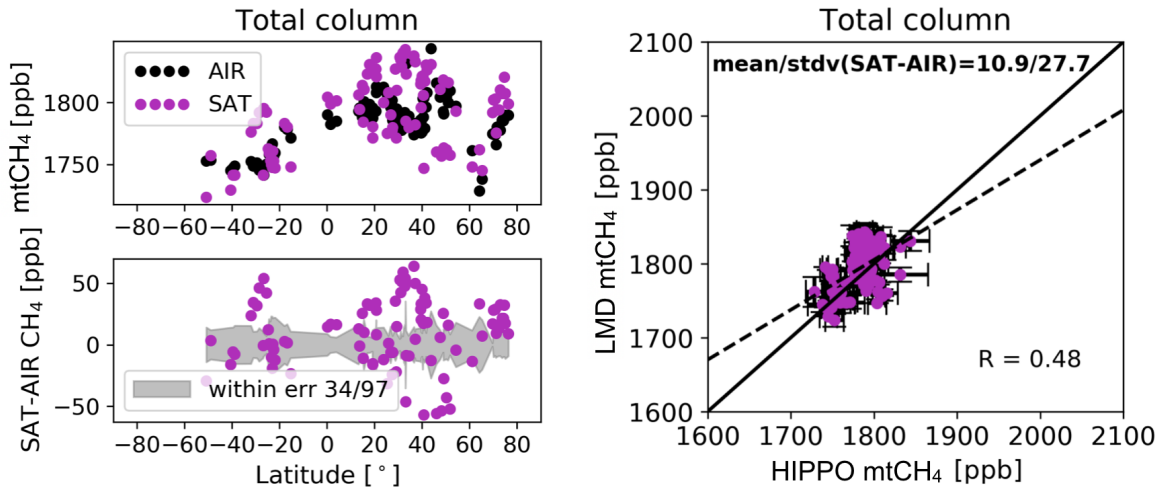 Total column
mtCH₄ [ppb]
1800
1750
AIR
SAT
−80 −60 −40 −20 0 20 40 60 80
SAT-AIR CH₄ [ppb]
50
0
−50
within err 34/97
−80 −60 −40 −20 0 20 40 60 80
Latitude [°]
Total column
LMD mtCH₄ [ppb]
2100
2000
1900
1800
1700
1600
mean/stdv(SAT-AIR)=10.9/27.7
R = 0.48
1600 1700 1800 1900 2000 2100
HIPPO mtCH₄ [ppb]